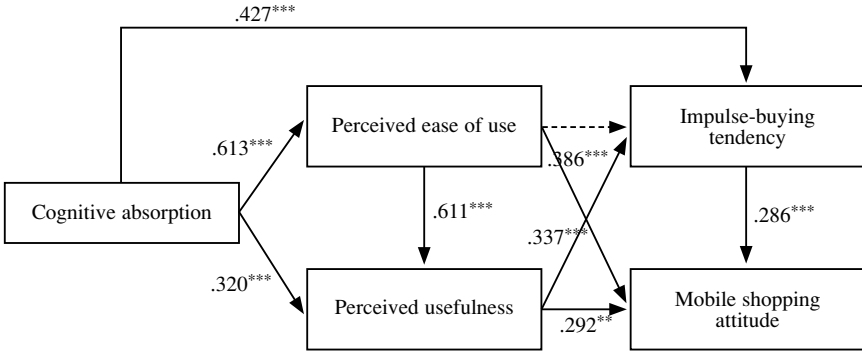 .427***
Perceived ease of use
Impulse-buying
tendency
.613***
.386***
Cognitive absorption
.611***
.286***
.337***
.320***
Perceived usefulness
Mobile shopping
attitude
.292**